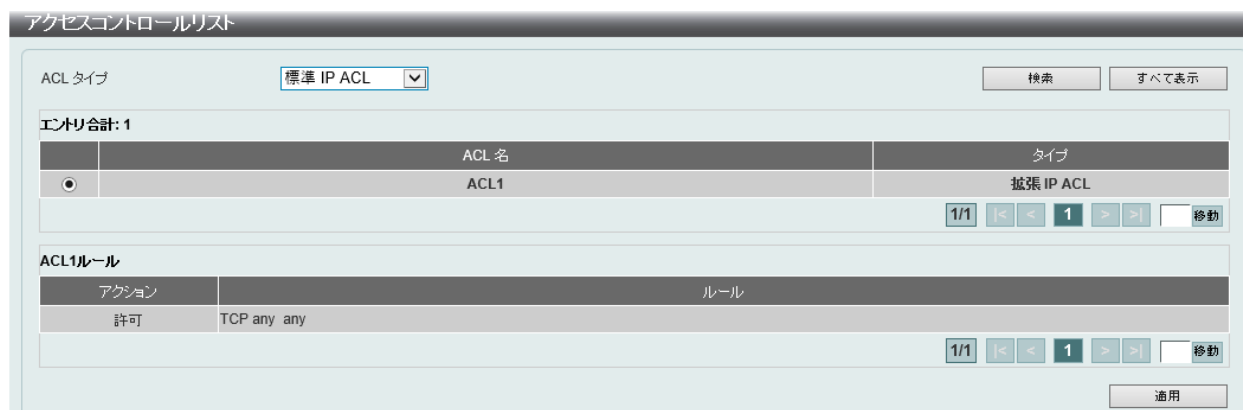 アクセスコントロールリスト
ACL タイプ 標準 IP ACL 検索 すべて表示
エントリ合計: 1
ACL 名 タイプ
ACL1 拡張 IP ACL
1/1 |< < 1 > >| 移動
ACL1ルール
アクション ルール
許可 TCP any any
1/1 |< < 1 > >| 移動
適用